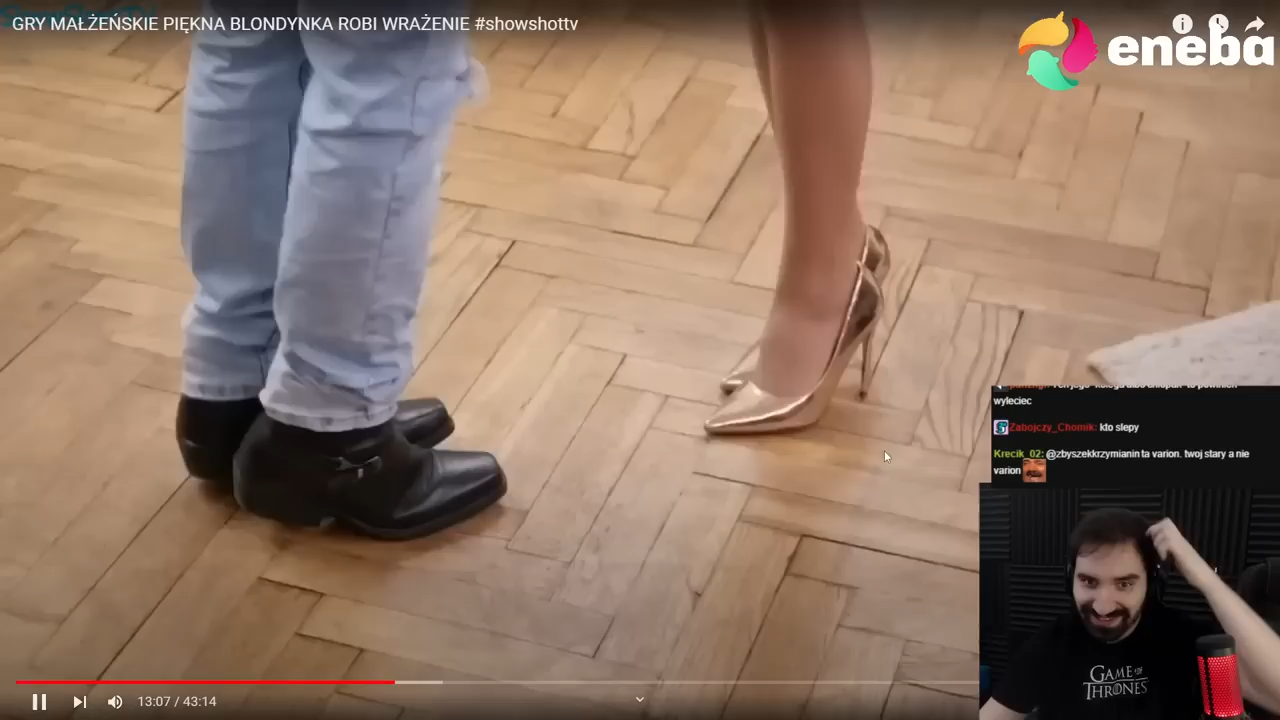 GRY MAŁŻEŃSKIE PIĘKNA BLONDYNKA ROBI WRAŻENIE #showshottv
eneba
wyleciec
Zabojczy_Chomik: kto slepy
Krecik_02: @zbyszekkrzymianin ta varion. twoj stary a nie
varion
GAME OF
THRONES
13:07 / 43:14